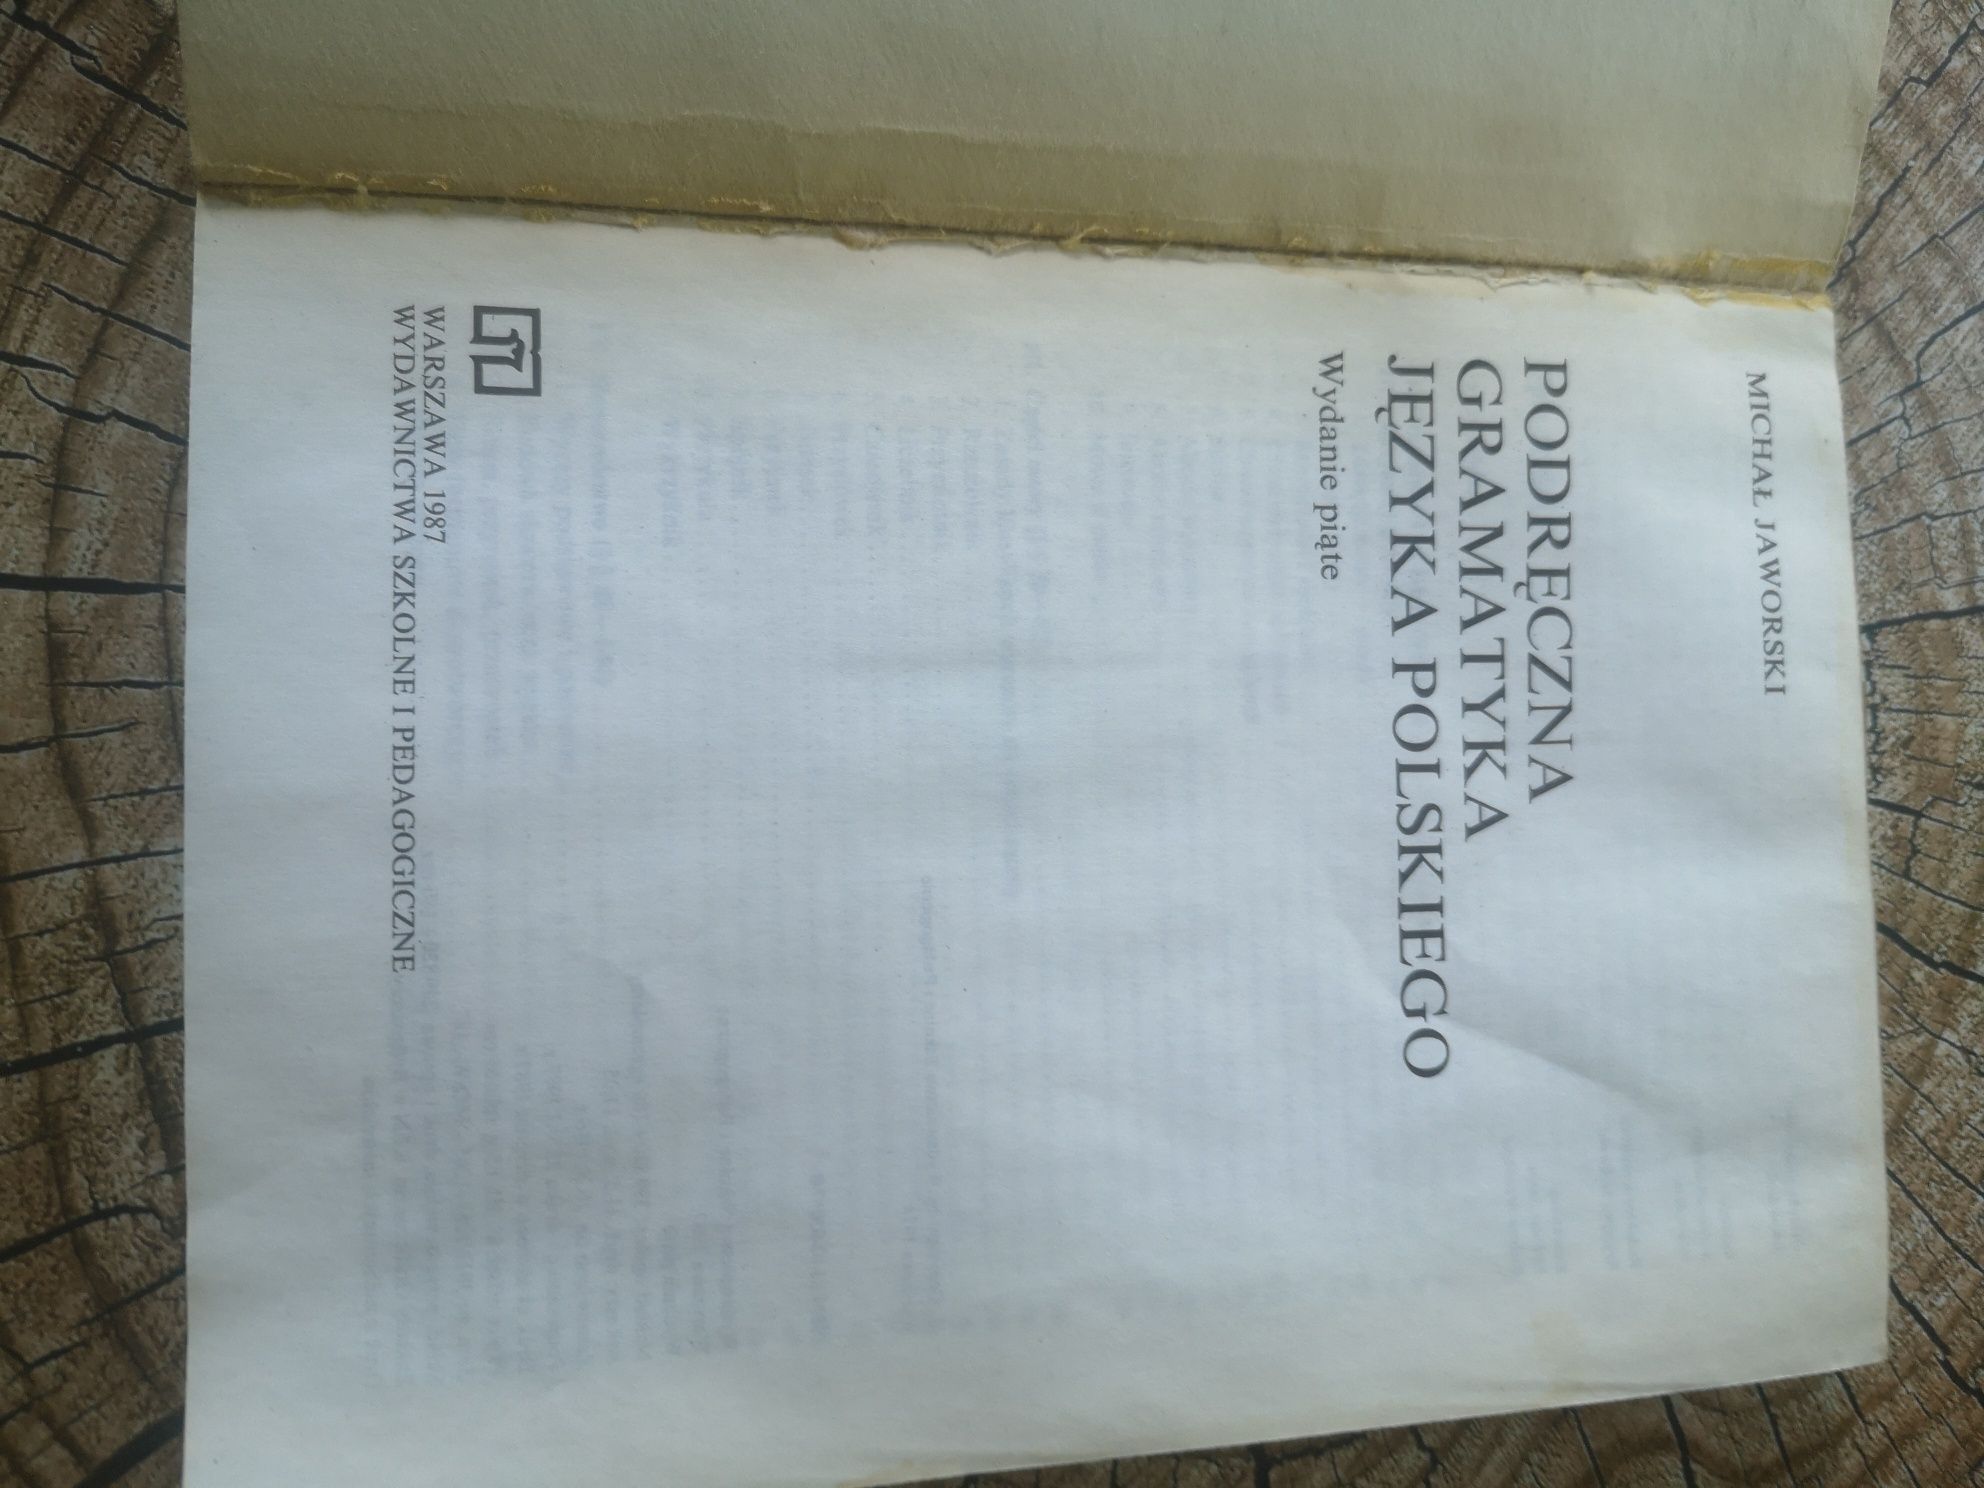 MICHAŁ JAWORSKI
PODRĘCZNA
GRAMATYKA
JĘZYKA POLSKIEGO
Wydanie piąte
WARSZAWA 1987
WYDAWNICTWA SZKOLNE I PEDAGOGICZNE